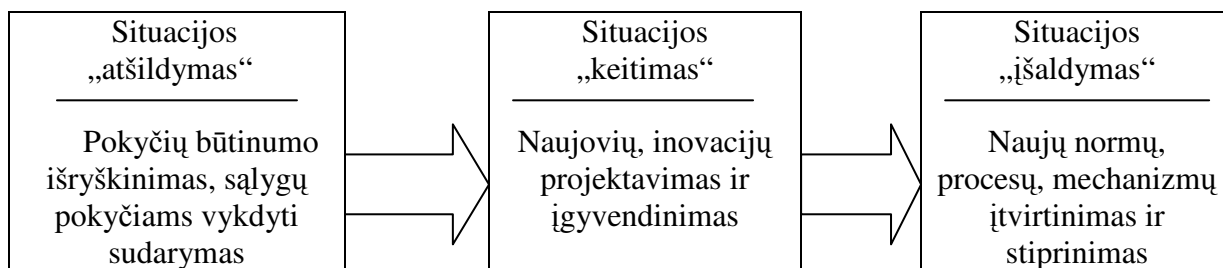 Situacijos
„atšildymas“
Pokyčių būtinumo
išryškinimas, sąlygų
pokyčiams vykdyti
sudarymas
Situacijos
„keitimas“
Naujovių, inovacijų
projektavimas ir
įgyvendinimas
Situacijos
„įšaldymas“
Naujų normų,
procesų, mechanizmų
įtvirtinimas ir
stiprinimas